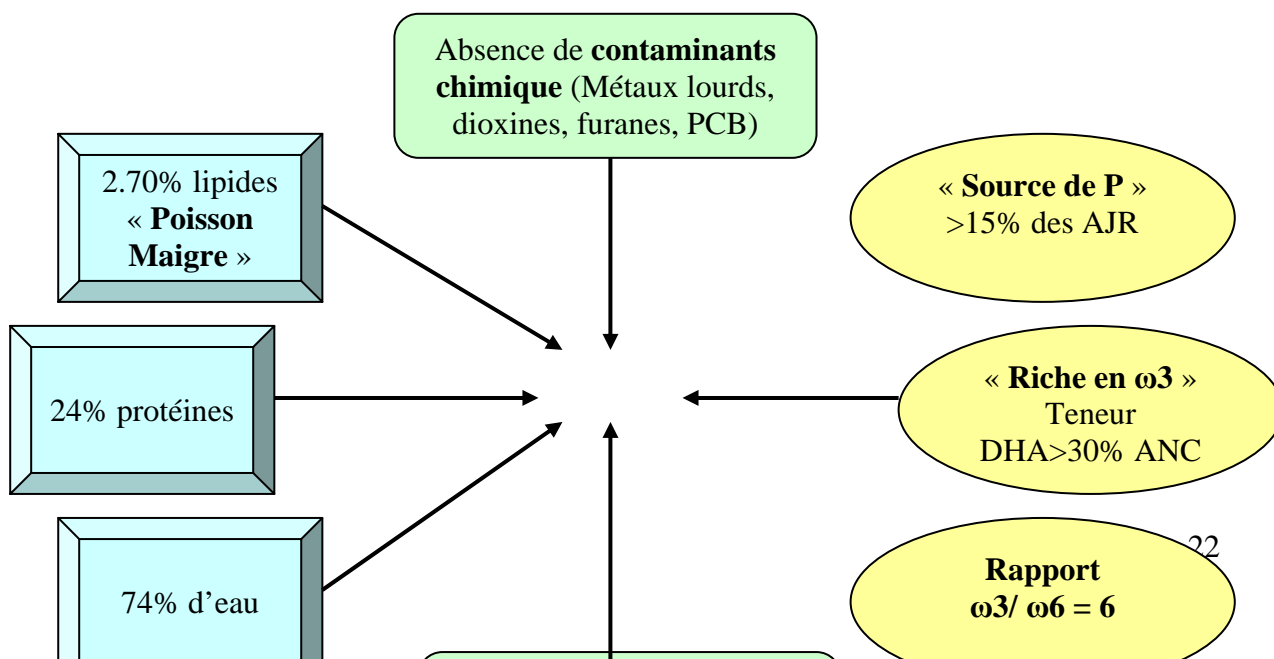 Absence de contaminants
chimique (Métaux lourds,
dioxines, furanes, PCB)
2.70% lipides
« Poisson
Maigre »
« Source de P »
>15% des AJR
24% protéines
« Riche en ω3 »
Teneur
DHA>30% ANC
74% d’eau
22
Rapport
ω3/ ω6 = 6